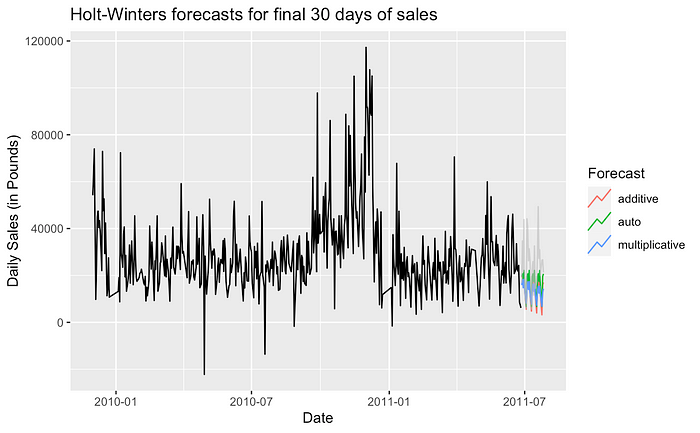 Holt-Winters forecasts for final 30 days of sales
Daily Sales (in Pounds)
120000
80000
40000
0
2010-01
2010-07
2011-01
2011-07
Date
Forecast
additive
auto
multiplicative